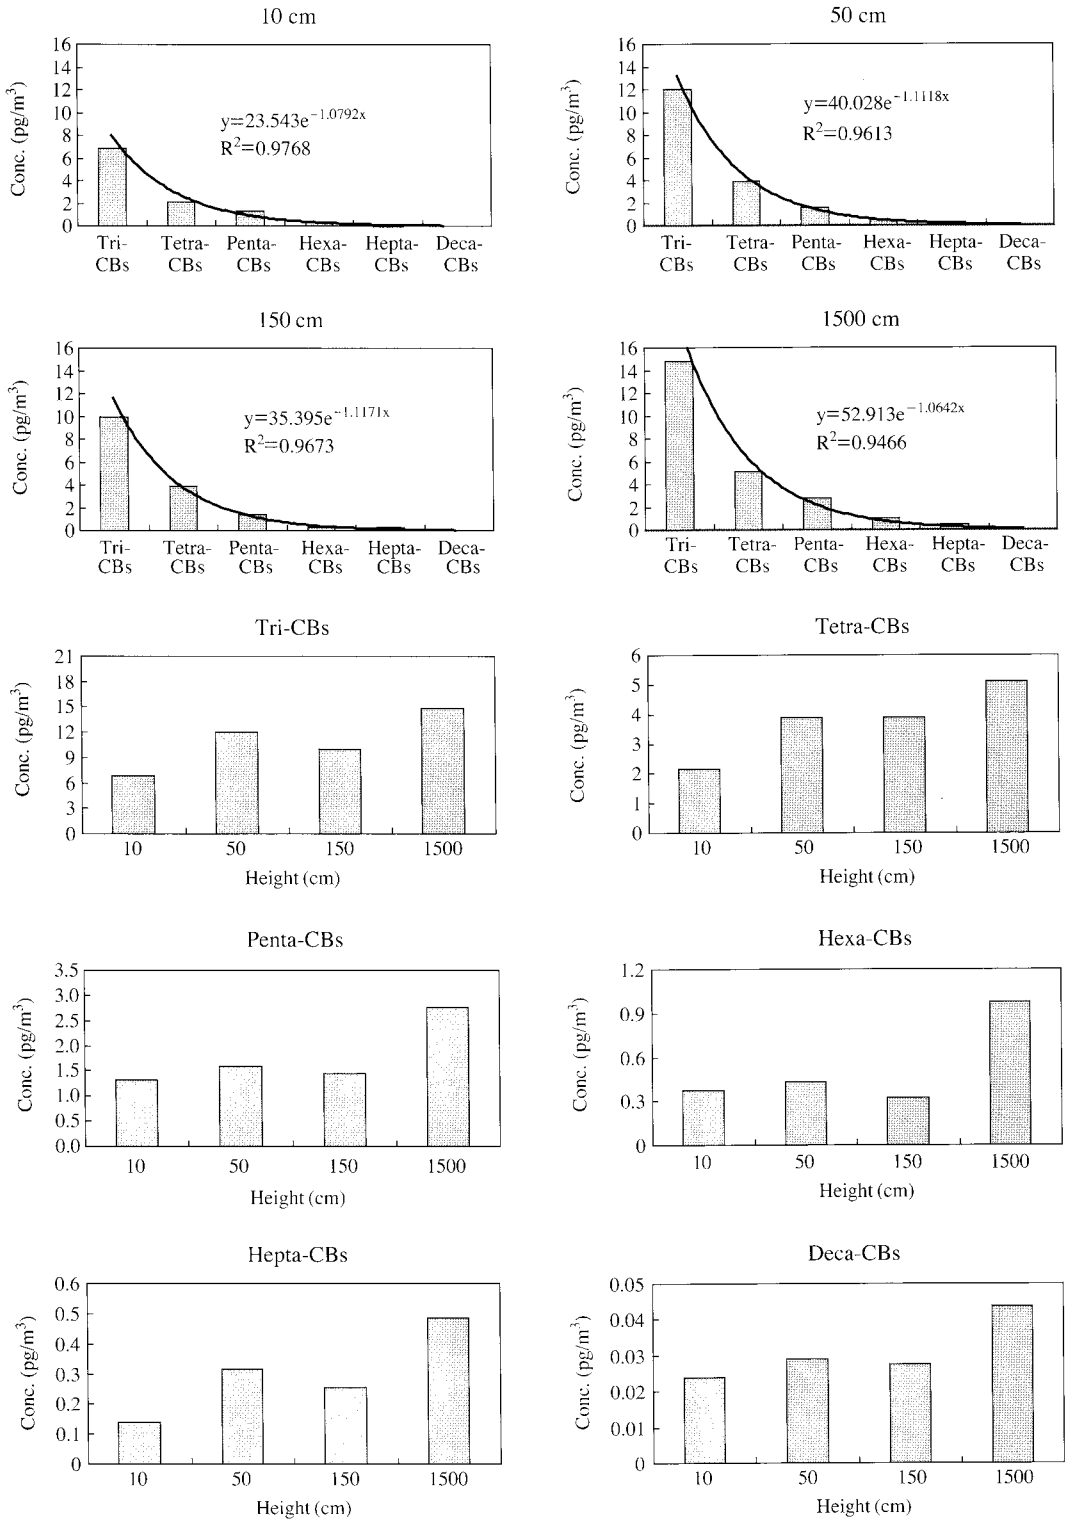 10 cm
16
14
12
10
8
6
4
2
0
Conc. (pg/m³)
y=23.543e⁻¹·⁰⁷⁹²ˣ
R²=0.9768
Tri- Tetra- Penta- Hexa- Hepta- Deca-
CBs CBs CBs CBs CBs CBs
50 cm
16
14
12
10
8
6
4
2
0
Conc. (pg/m³)
y=40.028e⁻¹·¹¹¹⁸ˣ
R²=0.9613
Tri- Tetra- Penta- Hexa- Hepta- Deca-
CBs CBs CBs CBs CBs CBs
150 cm
16
14
12
10
8
6
4
2
0
Conc. (pg/m³)
y=35.395e⁻¹·¹¹⁷¹ˣ
R²=0.9673
Tri- Tetra- Penta- Hexa- Hepta- Deca-
CBs CBs CBs CBs CBs CBs
1500 cm
16
14
12
10
8
6
4
2
0
Conc. (pg/m³)
y=52.913e⁻¹·⁰⁶⁴²ˣ
R²=0.9466
Tri- Tetra- Penta- Hexa- Hepta- Deca-
CBs CBs CBs CBs CBs CBs
Tri-CBs
21
18
15
12
9
6
3
0
Conc. (pg/m³)
10 50 150 1500
Height (cm)
Tetra-CBs
6
5
4
3
2
1
0
Conc. (pg/m³)
10 50 150 1500
Height (cm)
Penta-CBs
3.5
3.0
2.5
2.0
1.5
1.0
0.5
0.0
Conc. (pg/m³)
10 50 150 1500
Height (cm)
Hexa-CBs
1.2
0.9
0.6
0.3
0
Conc. (pg/m³)
10 50 150 1500
Height (cm)
Hepta-CBs
0.6
0.5
0.4
0.3
0.2
0.1
0
Conc. (pg/m³)
10 50 150 1500
Height (cm)
Deca-CBs
0.05
0.04
0.03
0.02
0.01
0
Conc. (pg/m³)
10 50 150 1500
Height (cm)